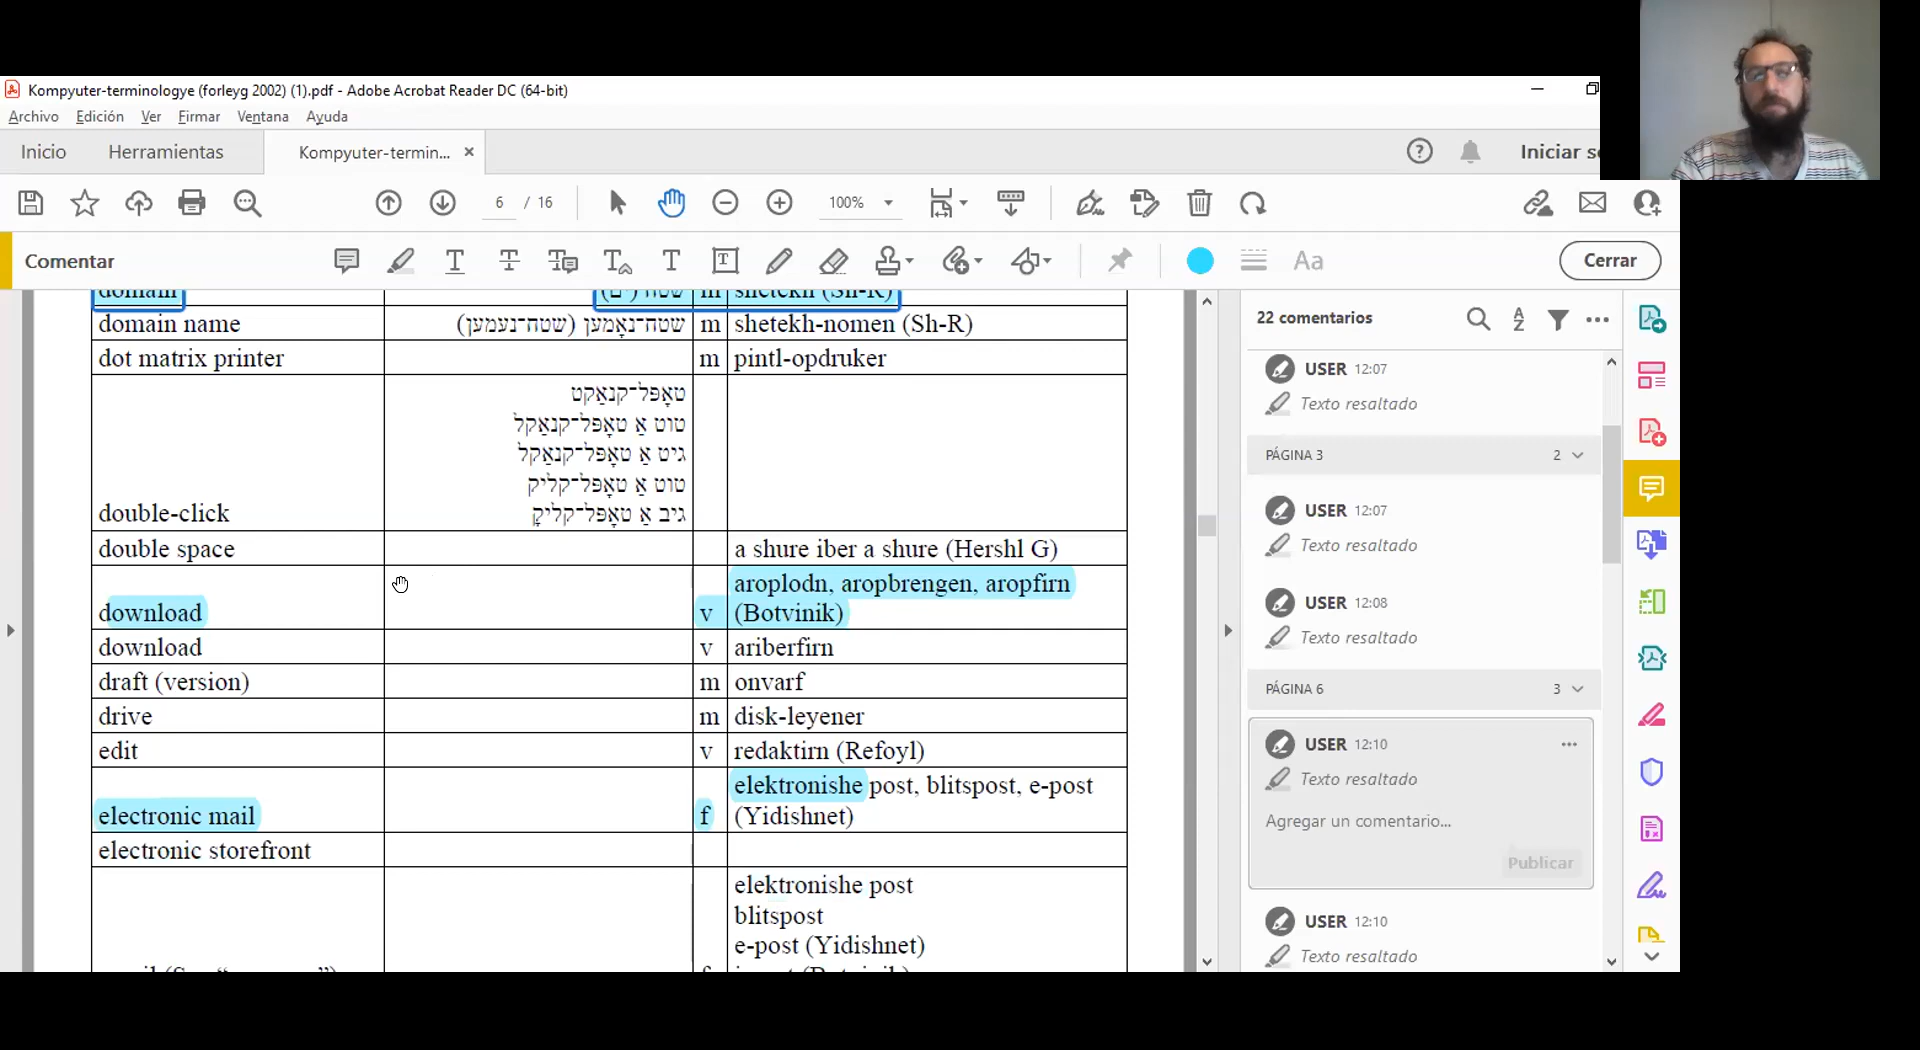 Kompyuter-terminologye (forleyg 2002) (1).pdf - Adobe Acrobat Reader DC (64-bit)
Archivo Edición Ver Firmar Ventana Ayuda
Inicio Herramientas Kompyuter-termin... × Iniciar se
6 / 16 100%
Comentar Cerrar
domain שטח (ים) m shetekh (Sh-R)
domain name שטח־נאָמען (שטח־נעמען) m shetekh-nomen (Sh-R)
dot matrix printer m pintl-opdruker
טאָפּל־קנאַקט
טוט אַ טאָפּל־קנאַקל
גיט אַ טאָפּל־קנאַקל
טוט אַ טאָפּל־קליק
double-click גיב אַ טאָפּל־קליק
double space a shure iber a shure (Hershl G)
aroplodn, aropbrengen, aropfirn
download v (Botvinik)
download v ariberfirn
draft (version) m onvarf
drive m disk-leyener
edit v redaktirn (Refoyl)
elektronishe post, blitspost, e-post
electronic mail f (Yidishnet)
electronic storefront
elektronishe post
blitspost
e-post (Yidishnet)
22 comentarios
USER 12:07
Texto resaltado
PÁGINA 3 2
USER 12:07
Texto resaltado
USER 12:08
Texto resaltado
PÁGINA 6 3
USER 12:10
Texto resaltado
Agregar un comentario...
Publicar
USER 12:10
Texto resaltado